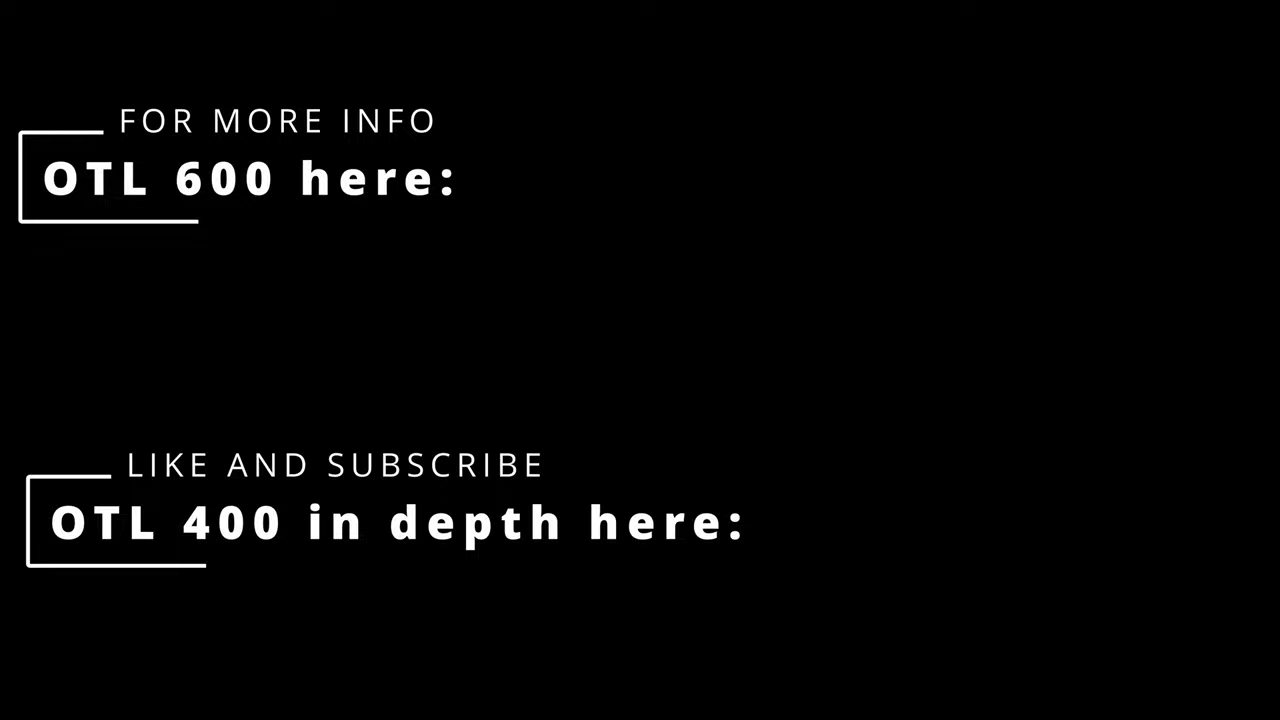 FOR MORE INFO
OTL 600 here:
LIKE AND SUBSCRIBE
OTL 400 in depth here: